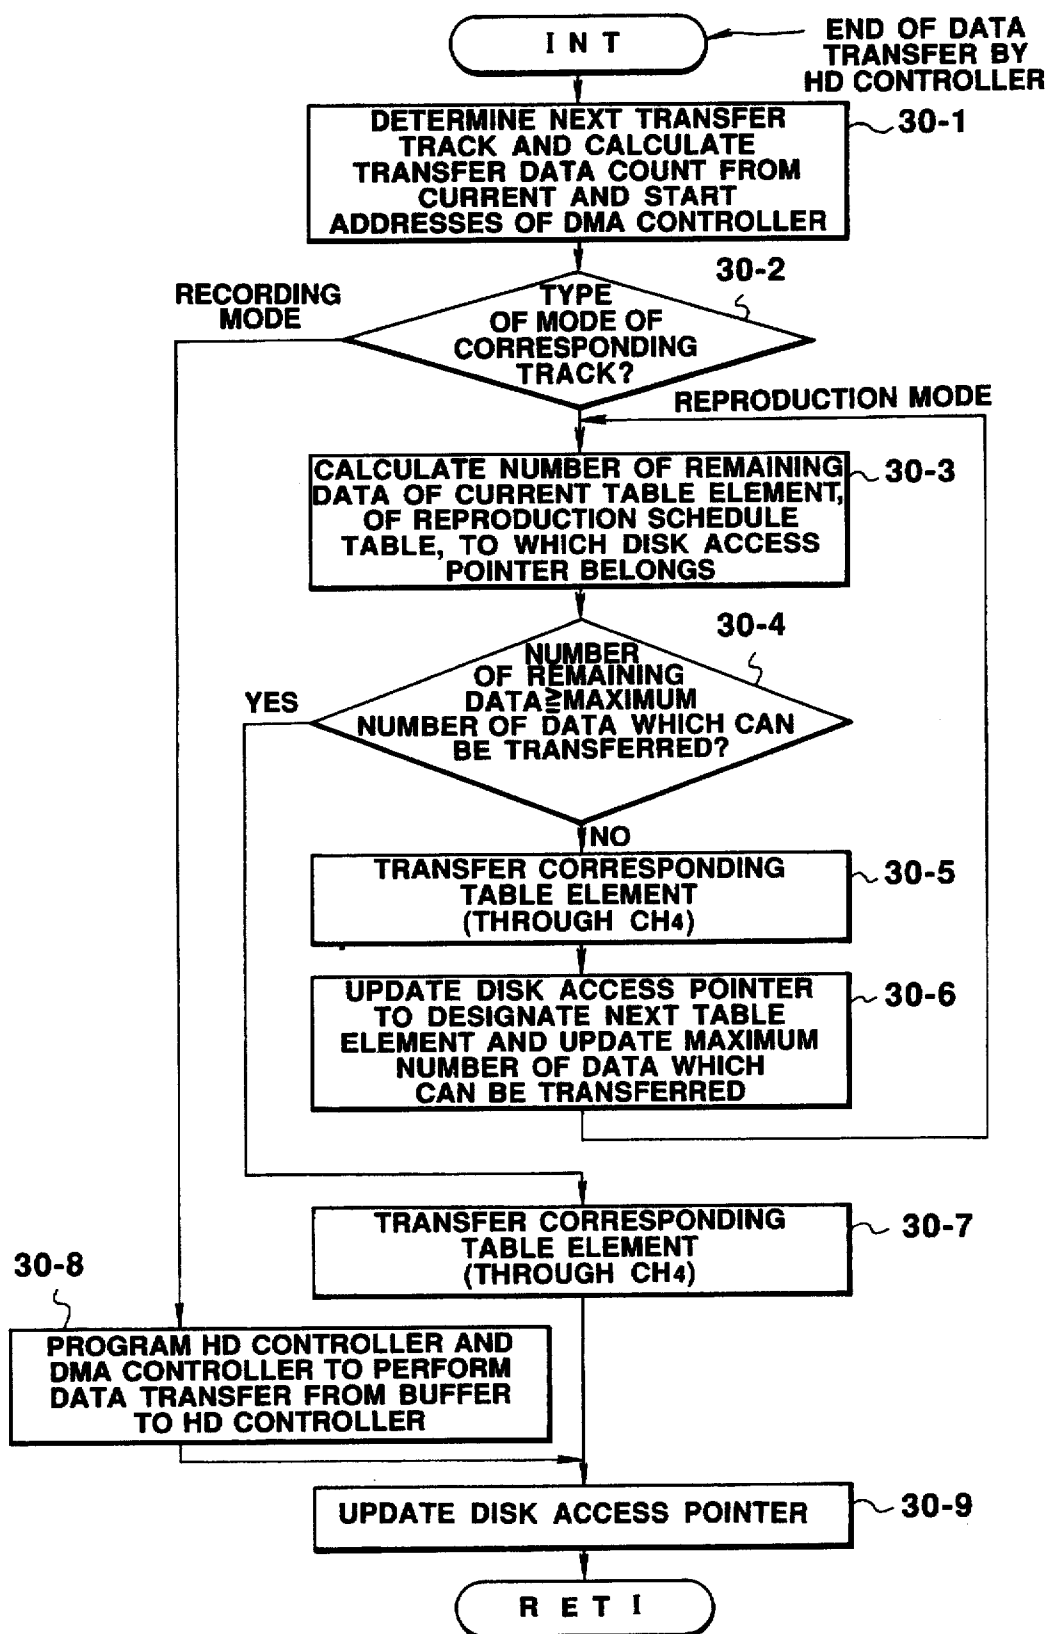 INT
END OF DATA
TRANSFER BY
HD CONTROLLER
DETERMINE NEXT TRANSFER
TRACK AND CALCULATE
TRANSFER DATA COUNT FROM
CURRENT AND START
ADDRESSES OF DMA CONTROLLER
30-1
30-2
RECORDING
MODE
TYPE
OF MODE OF
CORRESPONDING
TRACK?
REPRODUCTION MODE
CALCULATE NUMBER OF REMAINING
DATA OF CURRENT TABLE ELEMENT,
OF REPRODUCTION SCHEDULE
TABLE, TO WHICH DISK ACCESS
POINTER BELONGS
30-3
30-4
NUMBER
OF REMAINING
DATA≧MAXIMUM
NUMBER OF DATA WHICH CAN
BE TRANSFERRED?
YES
NO
TRANSFER CORRESPONDING
TABLE ELEMENT
(THROUGH CH4)
30-5
UPDATE DISK ACCESS POINTER
TO DESIGNATE NEXT TABLE
ELEMENT AND UPDATE MAXIMUM
NUMBER OF DATA WHICH
CAN BE TRANSFERRED
30-6
TRANSFER CORRESPONDING
TABLE ELEMENT
(THROUGH CH4)
30-7
30-8
PROGRAM HD CONTROLLER AND
DMA CONTROLLER TO PERFORM
DATA TRANSFER FROM BUFFER
TO HD CONTROLLER
UPDATE DISK ACCESS POINTER
30-9
RETI